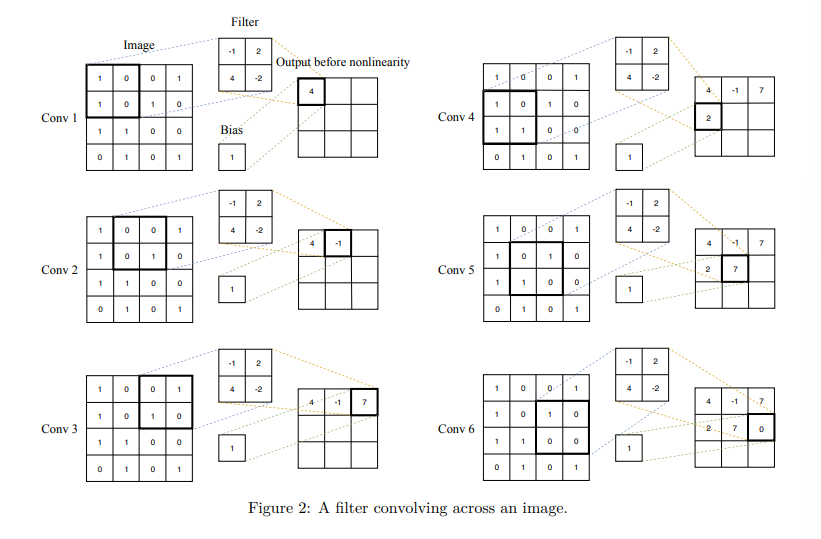 Filter
Image
-1 2
Output before nonlinearity
1 0 0 1
4 -2
4
1 0 1 0
Conv 1
Bias
1 1 0 0
1
0 1 0 1
-1 2
1 0 0 1
4 -2
4 -1 7
1 0 1 0
Conv 4
2
1 1 0 0
1
0 1 0 1
-1 2
1 0 0 1
4 -2
4 -1
1 0 1 0
Conv 2
1 1 0 0
1
0 1 0 1
-1 2
1 0 0 1
4 -2
4 -1 7
1 0 1 0
Conv 5
2 7
1 1 0 0
1
0 1 0 1
-1 2
1 0 0 1
4 -2
4 -1 7
1 0 1 0
Conv 3
1 1 0 0
1
0 1 0 1
-1 2
1 0 0 1
4 -2
4 -1 7
1 0 1 0
Conv 6
2 7 0
1 1 0 0
1
0 1 0 1
Figure 2: A filter convolving across an image.